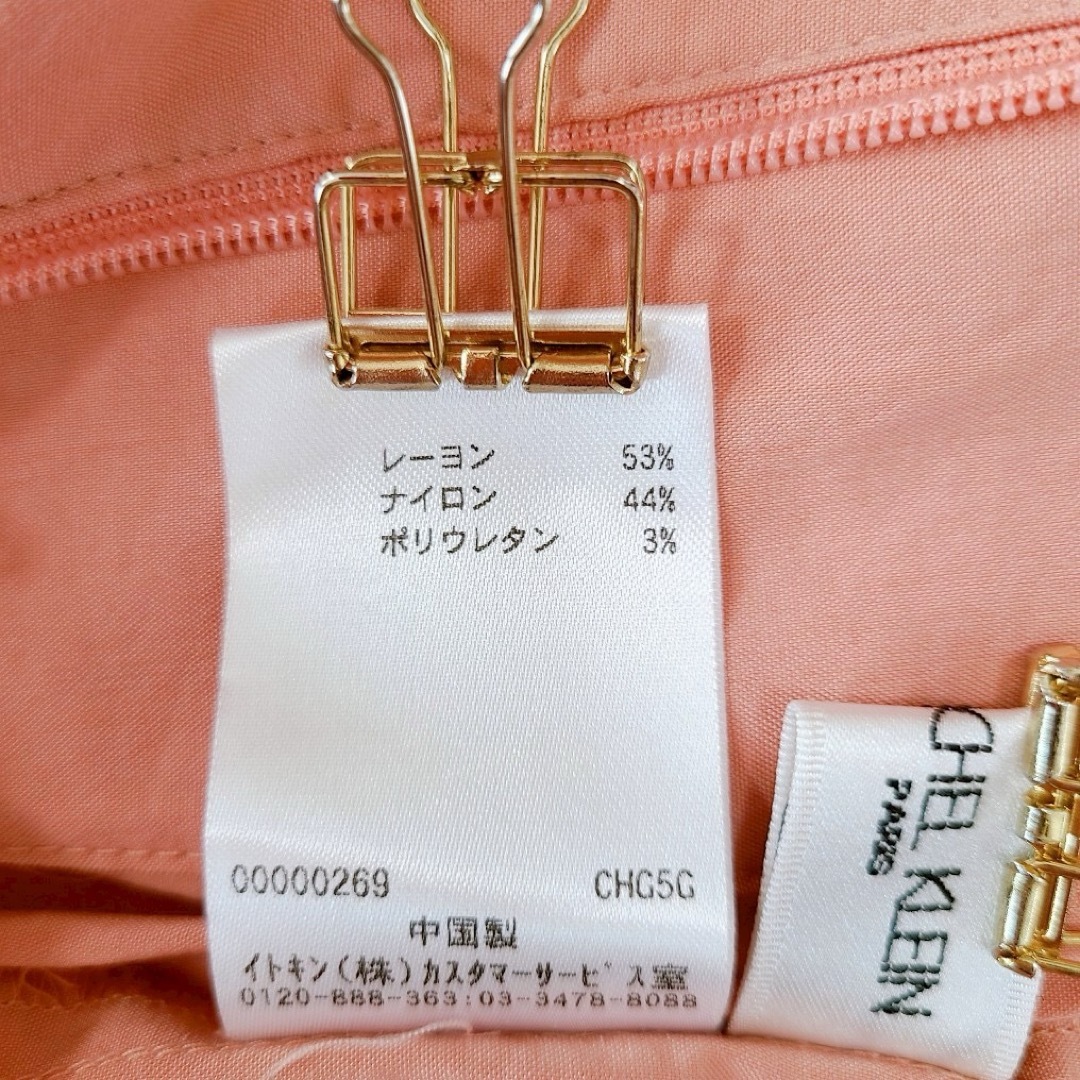 レーヨン 53%
ナイロン 44%
ポリウレタン 3%
00000269 CHG5G
中国製
イトキン(株)カスタマーサービス室
0120-888-363:03-3478-8088
CHEL KLEIN
PARIS